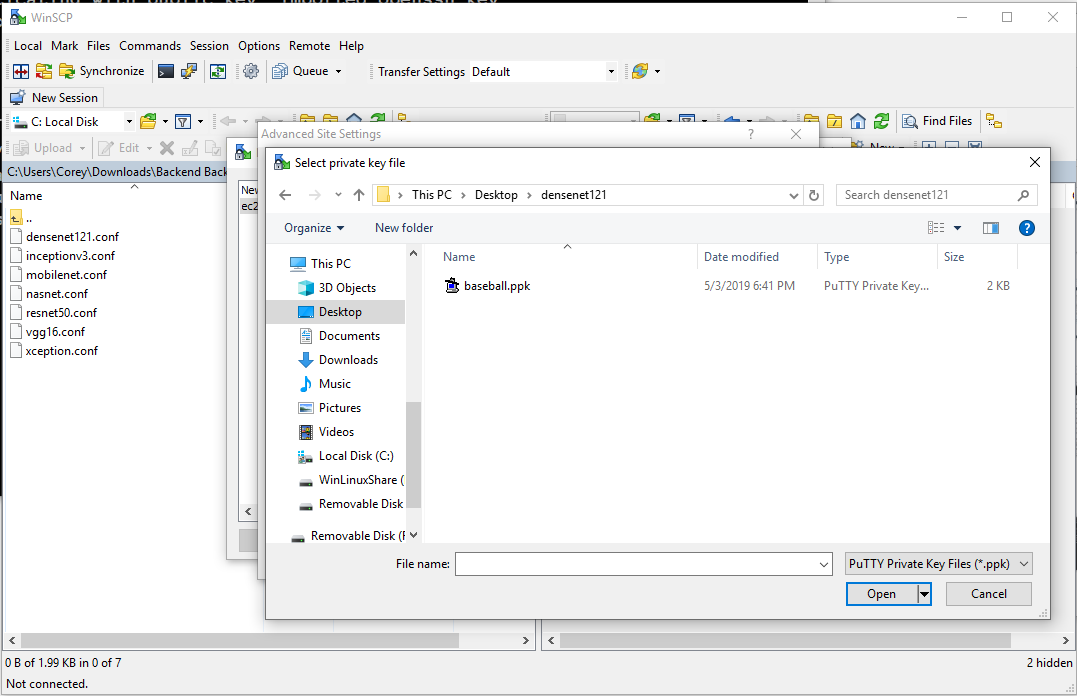 WinSCP
Local Mark Files Commands Session Options Remote Help
Synchronize Queue Transfer Settings Default
New Session
C: Local Disk Find Files
Upload Edit New
Advanced Site Settings ?
C:\Users\Corey\Downloads\Backend Back
Select private key file
Name
..
densenet121.conf
inceptionv3.conf
mobilenet.conf
nasnet.conf
resnet50.conf
vgg16.conf
xception.conf
ec2
This PC > Desktop > densenet121
Search densenet121
Organize New folder
This PC
3D Objects
Desktop
Documents
Downloads
Music
Pictures
Videos
Local Disk (C:)
WinLinuxShare (
Removable Disk
Removable Disk (F
Name Date modified Type Size
baseball.ppk 5/3/2019 6:41 PM PuTTY Private Key... 2 KB
File name: PuTTY Private Key Files (*.ppk)
Open Cancel
0 B of 1.99 KB in 0 of 7 2 hidden
Not connected.